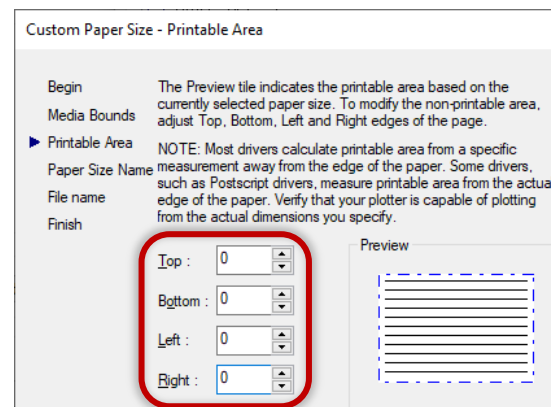 Custom Paper Size - Printable Area
Begin
Media Bounds
Printable Area
Paper Size Name
File name
Finish
The Preview tile indicates the printable area based on the
currently selected paper size. To modify the non-printable area,
adjust Top, Bottom, Left and Right edges of the page.
NOTE: Most drivers calculate printable area from a specific
measurement away from the edge of the paper. Some drivers,
such as Postscript drivers, measure printable area from the actua
edge of the paper. Verify that your plotter is capable of plotting
from the actual dimensions you specify.
Top : 0
Bottom : 0
Left : 0
Right : 0
Preview